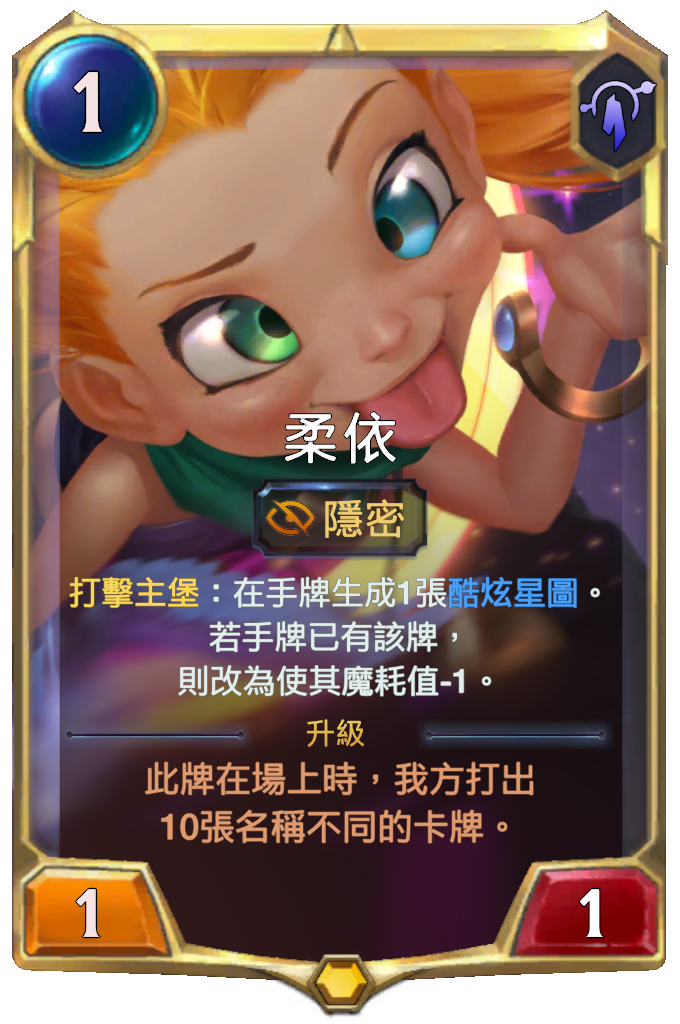 1
柔依
隱密
打擊主堡：在手牌生成1張酷炫星圖。
若手牌已有該牌，
則改為使其魔耗值-1。
升級
此牌在場上時，我方打出
10張名稱不同的卡牌。
1
1